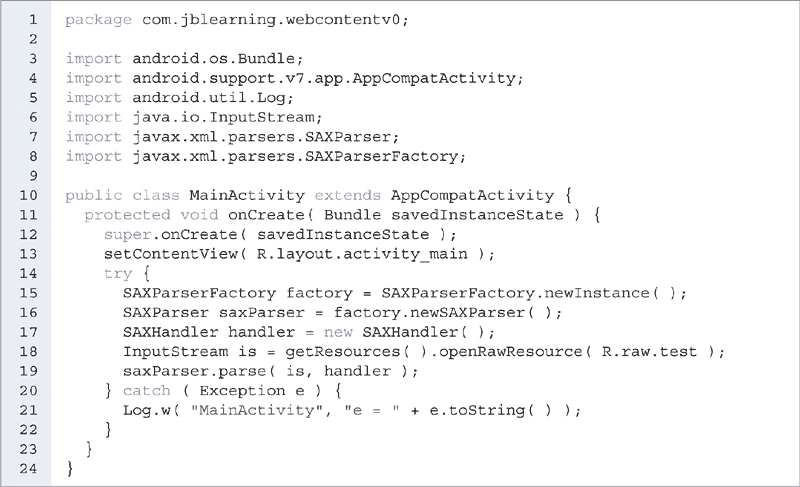 1 package com.jblearning.webcontentv0;
2
3 import android.os.Bundle;
4 import android.support.v7.app.AppCompatActivity;
5 import android.util.Log;
6 import java.io.InputStream;
7 import javax.xml.parsers.SAXParser;
8 import javax.xml.parsers.SAXParserFactory;
9
10 public class MainActivity extends AppCompatActivity {
11   protected void onCreate( Bundle savedInstanceState ) {
12     super.onCreate( savedInstanceState );
13     setContentView( R.layout.activity_main );
14     try {
15       SAXParserFactory factory = SAXParserFactory.newInstance( );
16       SAXParser saxParser = factory.newSAXParser( );
17       SAXHandler handler = new SAXHandler( );
18       InputStream is = getResources( ).openRawResource( R.raw.test );
19       saxParser.parse( is, handler );
20     } catch ( Exception e ) {
21       Log.w( "MainActivity", "e = " + e.toString( ) );
22     }
23   }
24 }